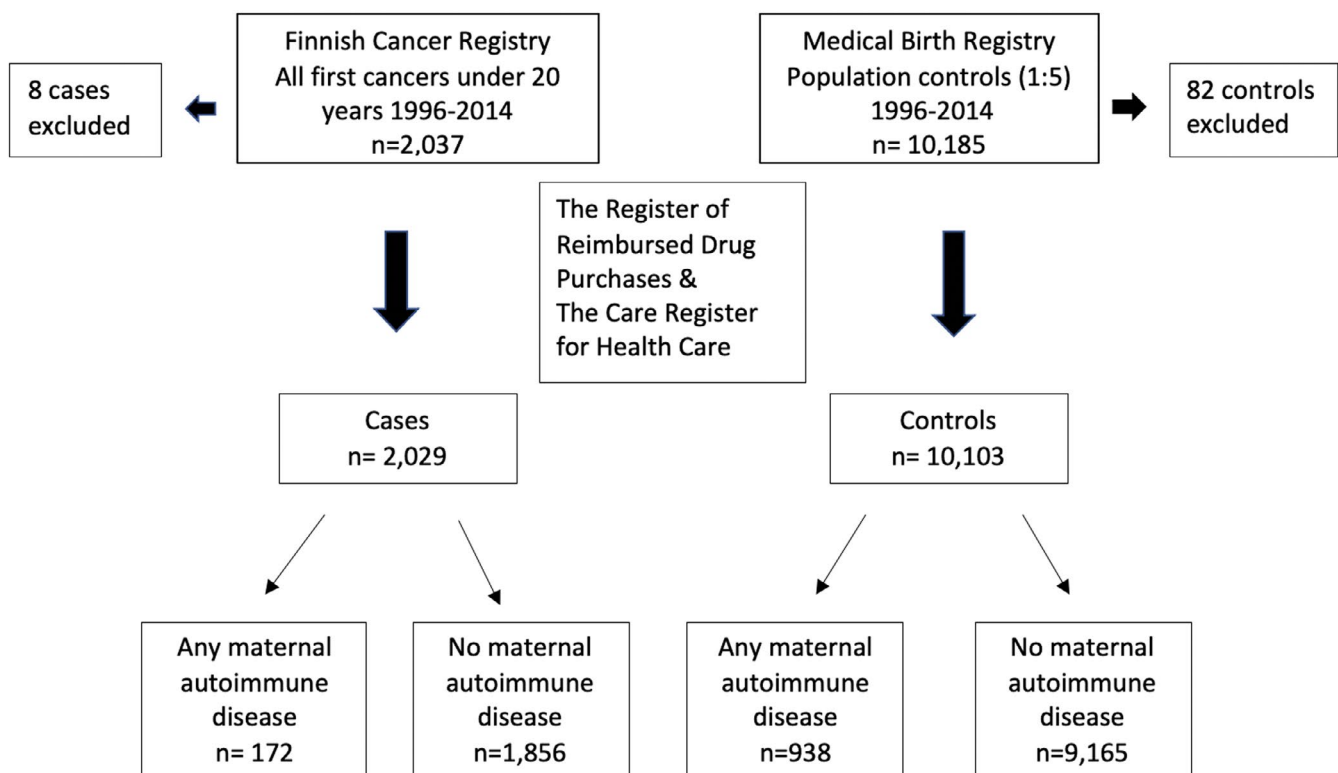 Finnish Cancer Registry
All first cancers under 20
years 1996-2014
n=2,037
Medical Birth Registry
Population controls (1:5)
1996-2014
n= 10,185
8 cases
excluded
82 controls
excluded
The Register of
Reimbursed Drug
Purchases &
The Care Register
for Health Care
Cases
n= 2,029
Controls
n= 10,103
Any maternal
autoimmune
disease
n= 172
No maternal
autoimmune
disease
n=1,856
Any maternal
autoimmune
disease
n=938
No maternal
autoimmune
disease
n=9,165